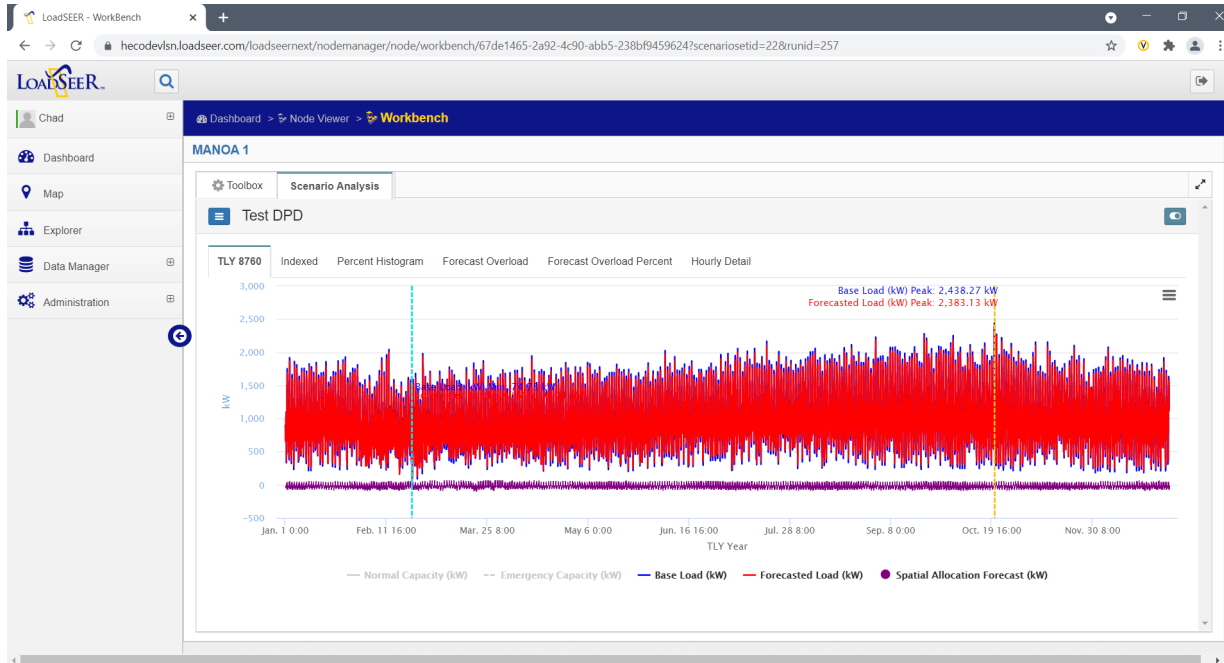 LoadSEER - WorkBench
hecodevlsn.loadseer.com/loadseernext/nodemanager/node/workbench/67de1465-2a92-4c90-abb5-238bf9459624?scenariosetid=22&runid=257
LOADSEER
Chad
Dashboard > Node Viewer > Workbench
MANOA 1
Dashboard
Map
Explorer
Data Manager
Administration
Toolbox Scenario Analysis
Test DPD
TLY 8760 Indexed Percent Histogram Forecast Overload Forecast Overload Percent Hourly Detail
Base Load (kW) Peak: 2,438.27 kW
Forecasted Load (kW) Peak: 2,383.13 kW
3,000
2,500
2,000
1,500
1,000
500
0
-500
kW
Jan. 1 0:00 Feb. 11 16:00 Mar. 25 8:00 May 6 0:00 Jun. 16 16:00 Jul. 28 8:00 Sep. 8 0:00 Oct. 19 16:00 Nov. 30 8:00
TLY Year
Normal Capacity (kW) Emergency Capacity (kW) Base Load (kW) Forecasted Load (kW) Spatial Allocation Forecast (kW)